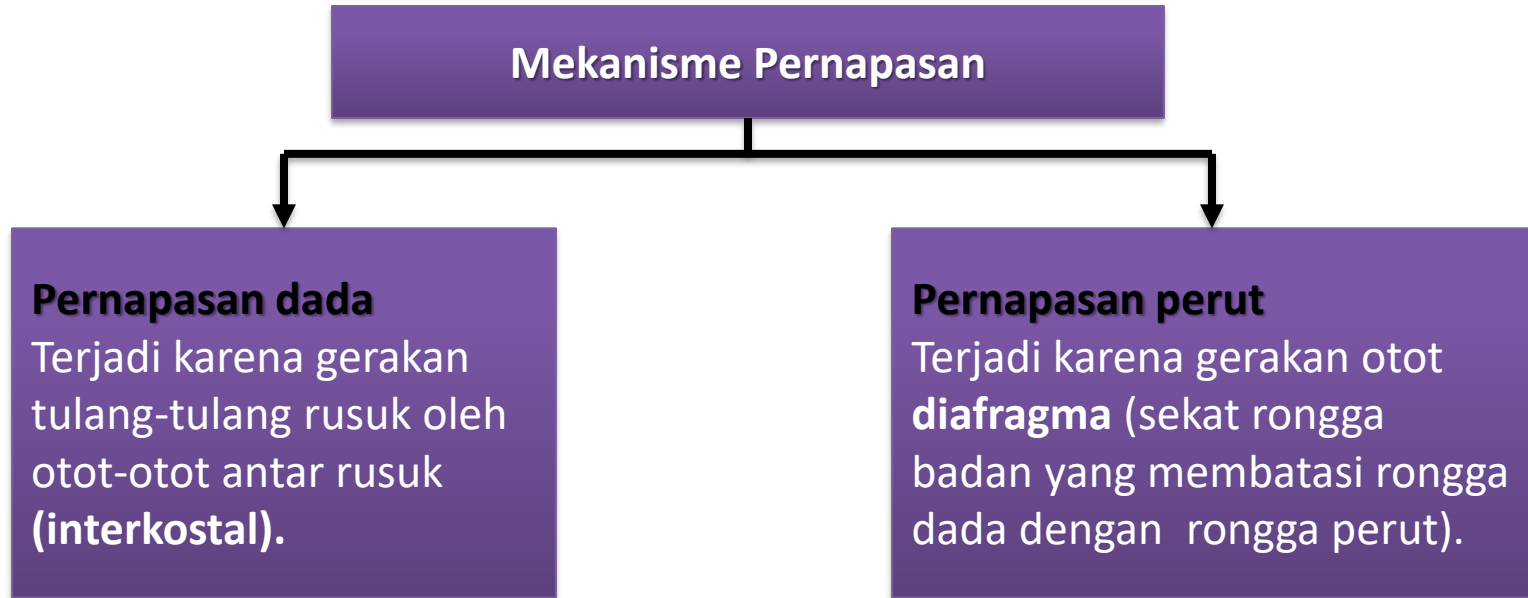 Mekanisme Pernapasan
Pernapasan dada
Terjadi karena gerakan
tulang-tulang rusuk oleh
otot-otot antar rusuk
(interkostal).
Pernapasan perut
Terjadi karena gerakan otot
diafragma (sekat rongga
badan yang membatasi rongga
dada dengan  rongga perut).